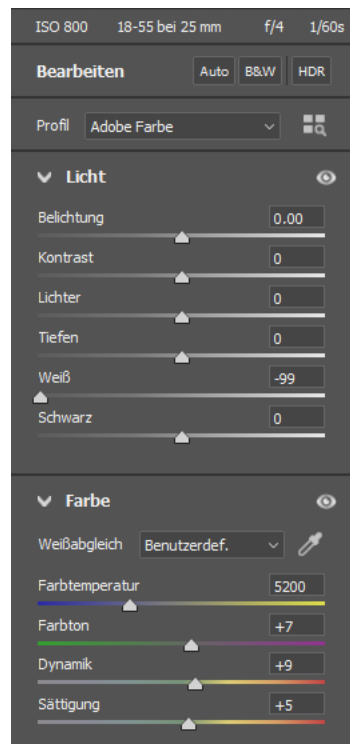 ISO 800 18-55 bei 25 mm f/4 1/60s
Bearbeiten Auto B&W HDR
Profil Adobe Farbe
Licht
Belichtung 0.00
Kontrast 0
Lichter 0
Tiefen 0
Weiß -99
Schwarz 0
Farbe
Weißabgleich Benutzerdef.
Farbtemperatur 5200
Farbton +7
Dynamik +9
Sättigung +5